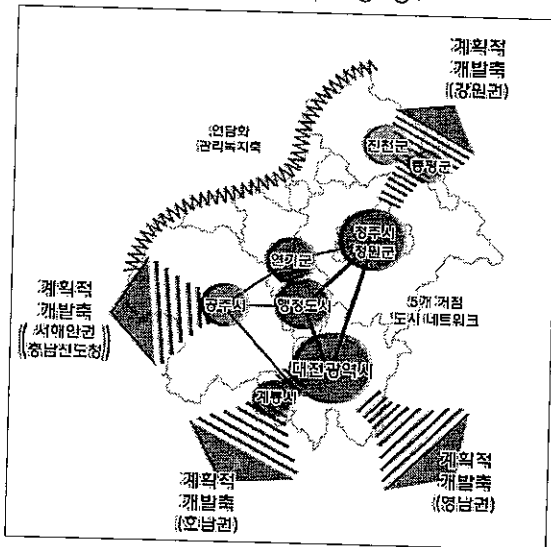 계획적
개발축
(강원권)
연담화
관리녹지축
진천군
증평군
청주시
청원군
연기군
공주시
행정도시
5개 거점
도시 네트워크
계획적
개발축
(서해안권
(충남신도청)
대전광역시
계룡시
계획적
개발축
(호남권)
계획적
개발축
(영남권)